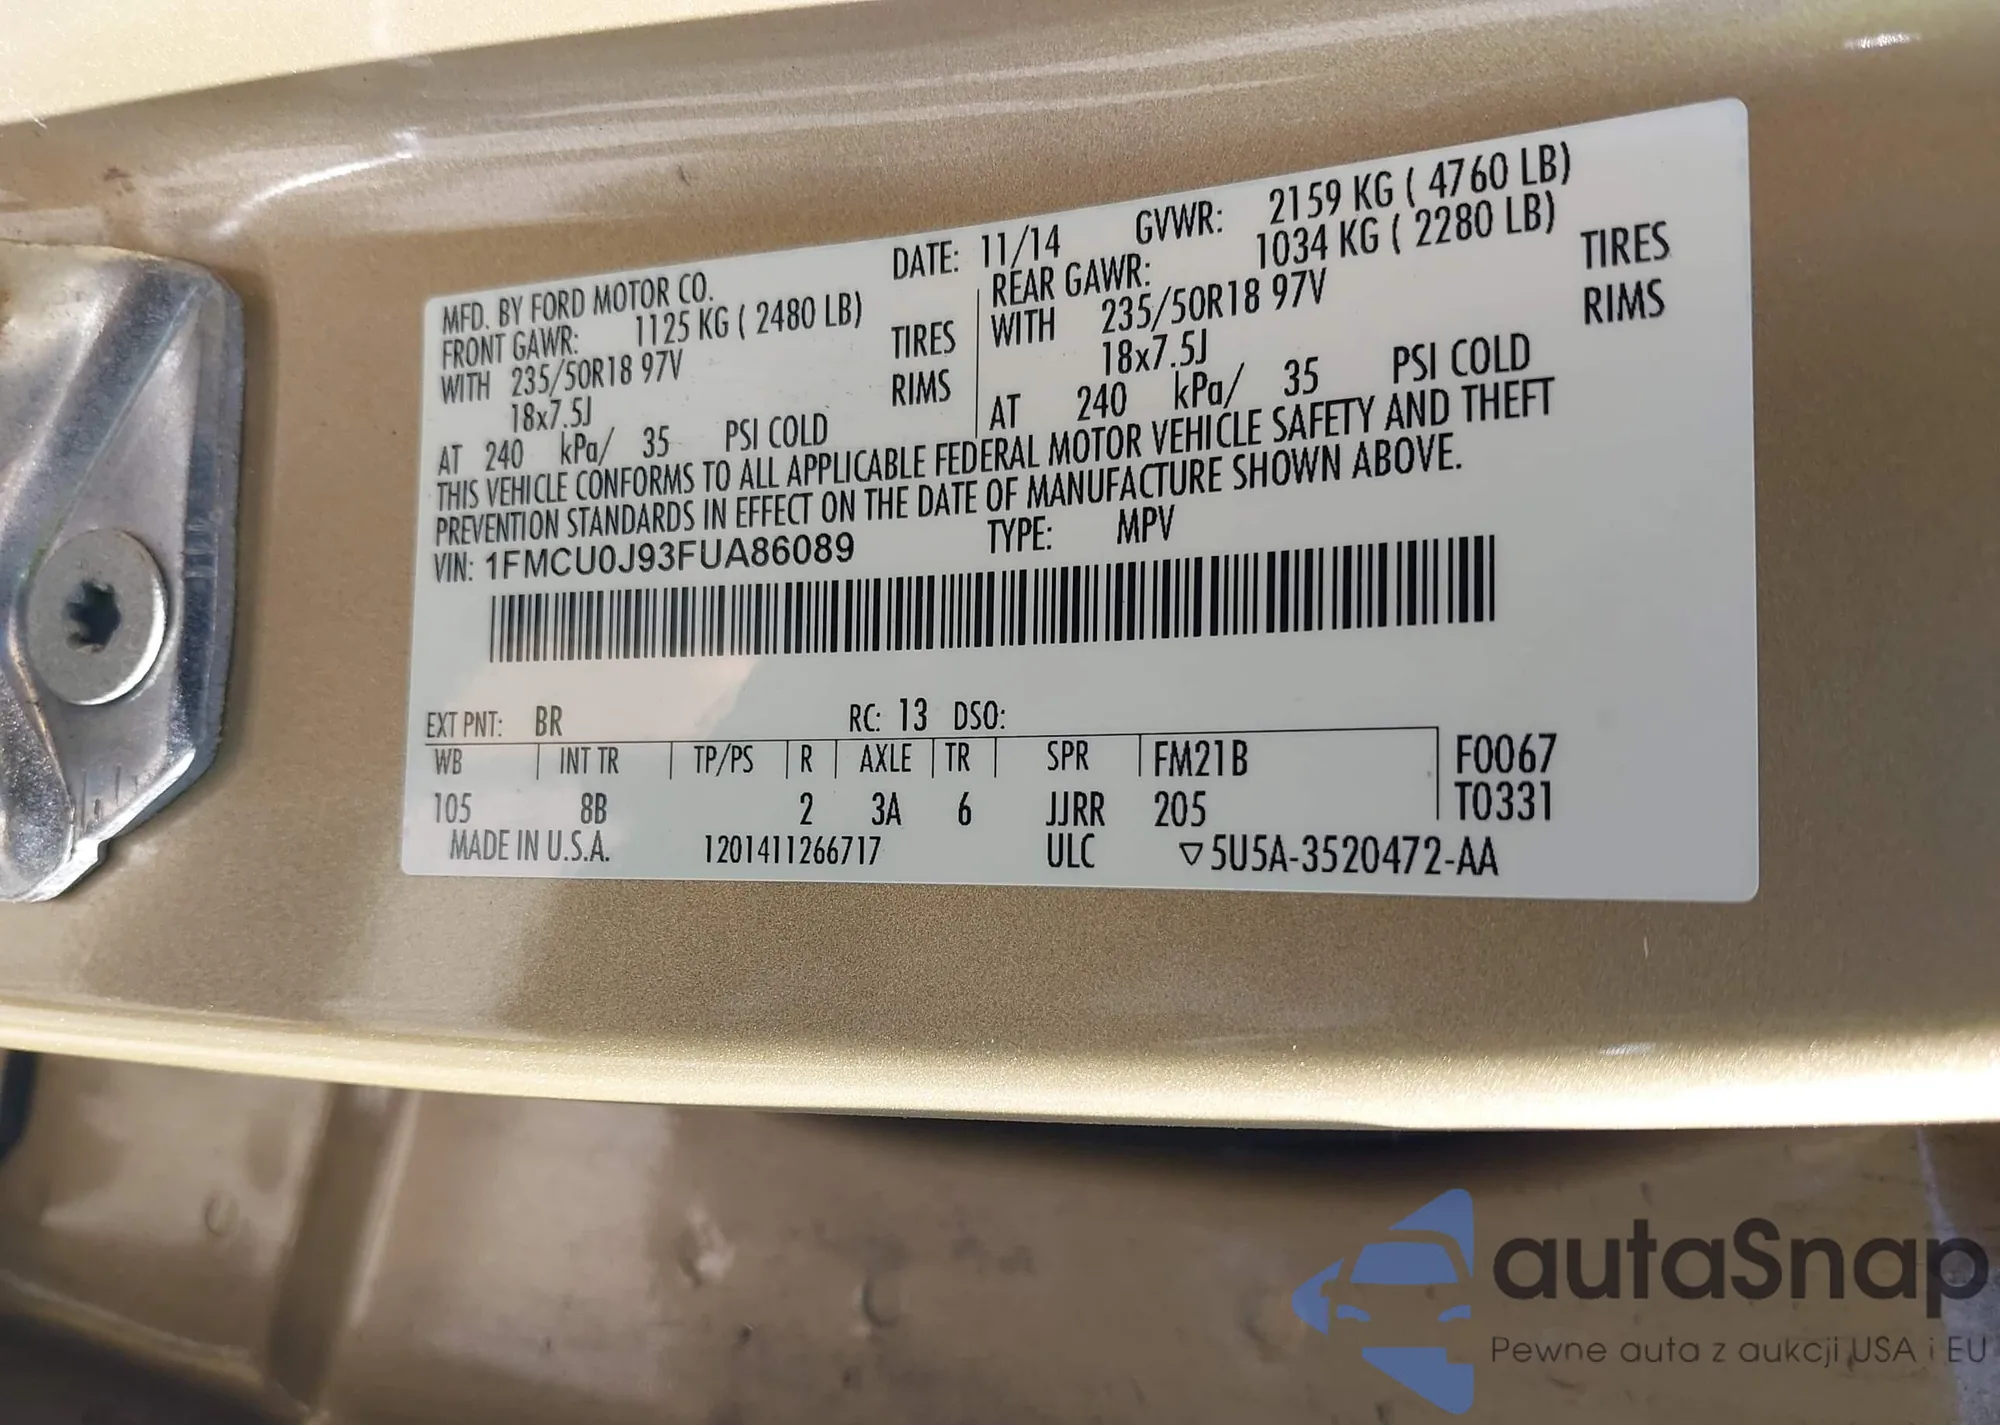 MFD. BY FORD MOTOR CO. DATE: 11/14 GVWR: 2159 KG ( 4760 LB)
FRONT GAWR: 1125 KG ( 2480 LB) REAR GAWR: 1034 KG ( 2280 LB)
WITH 235/50R18 97V TIRES WITH 235/50R18 97V TIRES
18x7.5J RIMS 18x7.5J RIMS
AT 240 kPa/ 35 PSI COLD AT 240 kPa/ 35 PSI COLD
THIS VEHICLE CONFORMS TO ALL APPLICABLE FEDERAL MOTOR VEHICLE SAFETY AND THEFT
PREVENTION STANDARDS IN EFFECT ON THE DATE OF MANUFACTURE SHOWN ABOVE.
VIN: 1FMCU0J93FUA86089 TYPE: MPV
EXT PNT: BR RC: 13 DSO:
WB INT TR TP/PS R AXLE TR SPR FM21B F0067
105 8B 2 3A 6 JJRR 205 T0331
MADE IN U.S.A. 1201411266717 ULC ▽5U5A-3520472-AA
autaSnap
Pewne auta z aukcji USA i EU